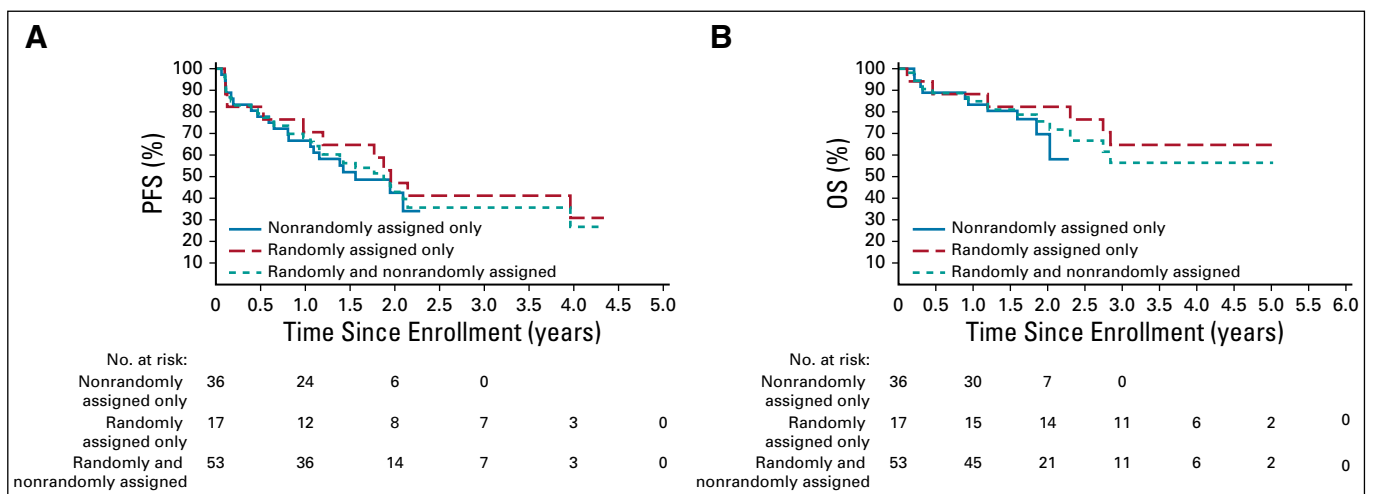 A
100
90
80
70
60
50
40
30
20
10
PFS (%)
Nonrandomly assigned only
Randomly assigned only
Randomly and nonrandomly assigned
0 0.5 1.0 1.5 2.0 2.5 3.0 3.5 4.0 4.5 5.0
Time Since Enrollment (years)
No. at risk:
Nonrandomly 36 24 6 0
assigned only
Randomly 17 12 8 7 3 0
assigned only
Randomly and 53 36 14 7 3 0
nonrandomly assigned
B
100
90
80
70
60
50
40
30
20
10
OS (%)
Nonrandomly assigned only
Randomly assigned only
Randomly and nonrandomly assigned
0 0.5 1.0 1.5 2.0 2.5 3.0 3.5 4.0 4.5 5.0 5.5 6.0
Time Since Enrollment (years)
No. at risk:
Nonrandomly 36 30 7 0
assigned only
Randomly 17 15 14 11 6 2 0
assigned only
Randomly and 53 45 21 11 6 2 0
nonrandomly assigned